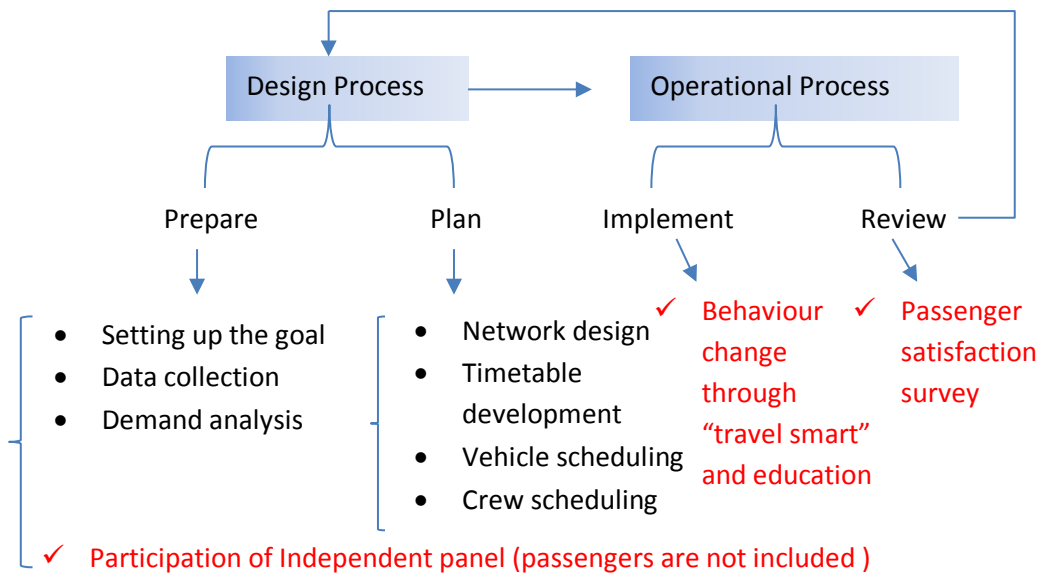 Design Process
Operational Process
Prepare
Plan
Implement
Review
• Setting up the goal
• Data collection
• Demand analysis
• Network design
• Timetable
development
• Vehicle scheduling
• Crew scheduling
✓ Behaviour
change
through
“travel smart”
and education
✓ Passenger
satisfaction
survey
✓ Participation of Independent panel (passengers are not included )